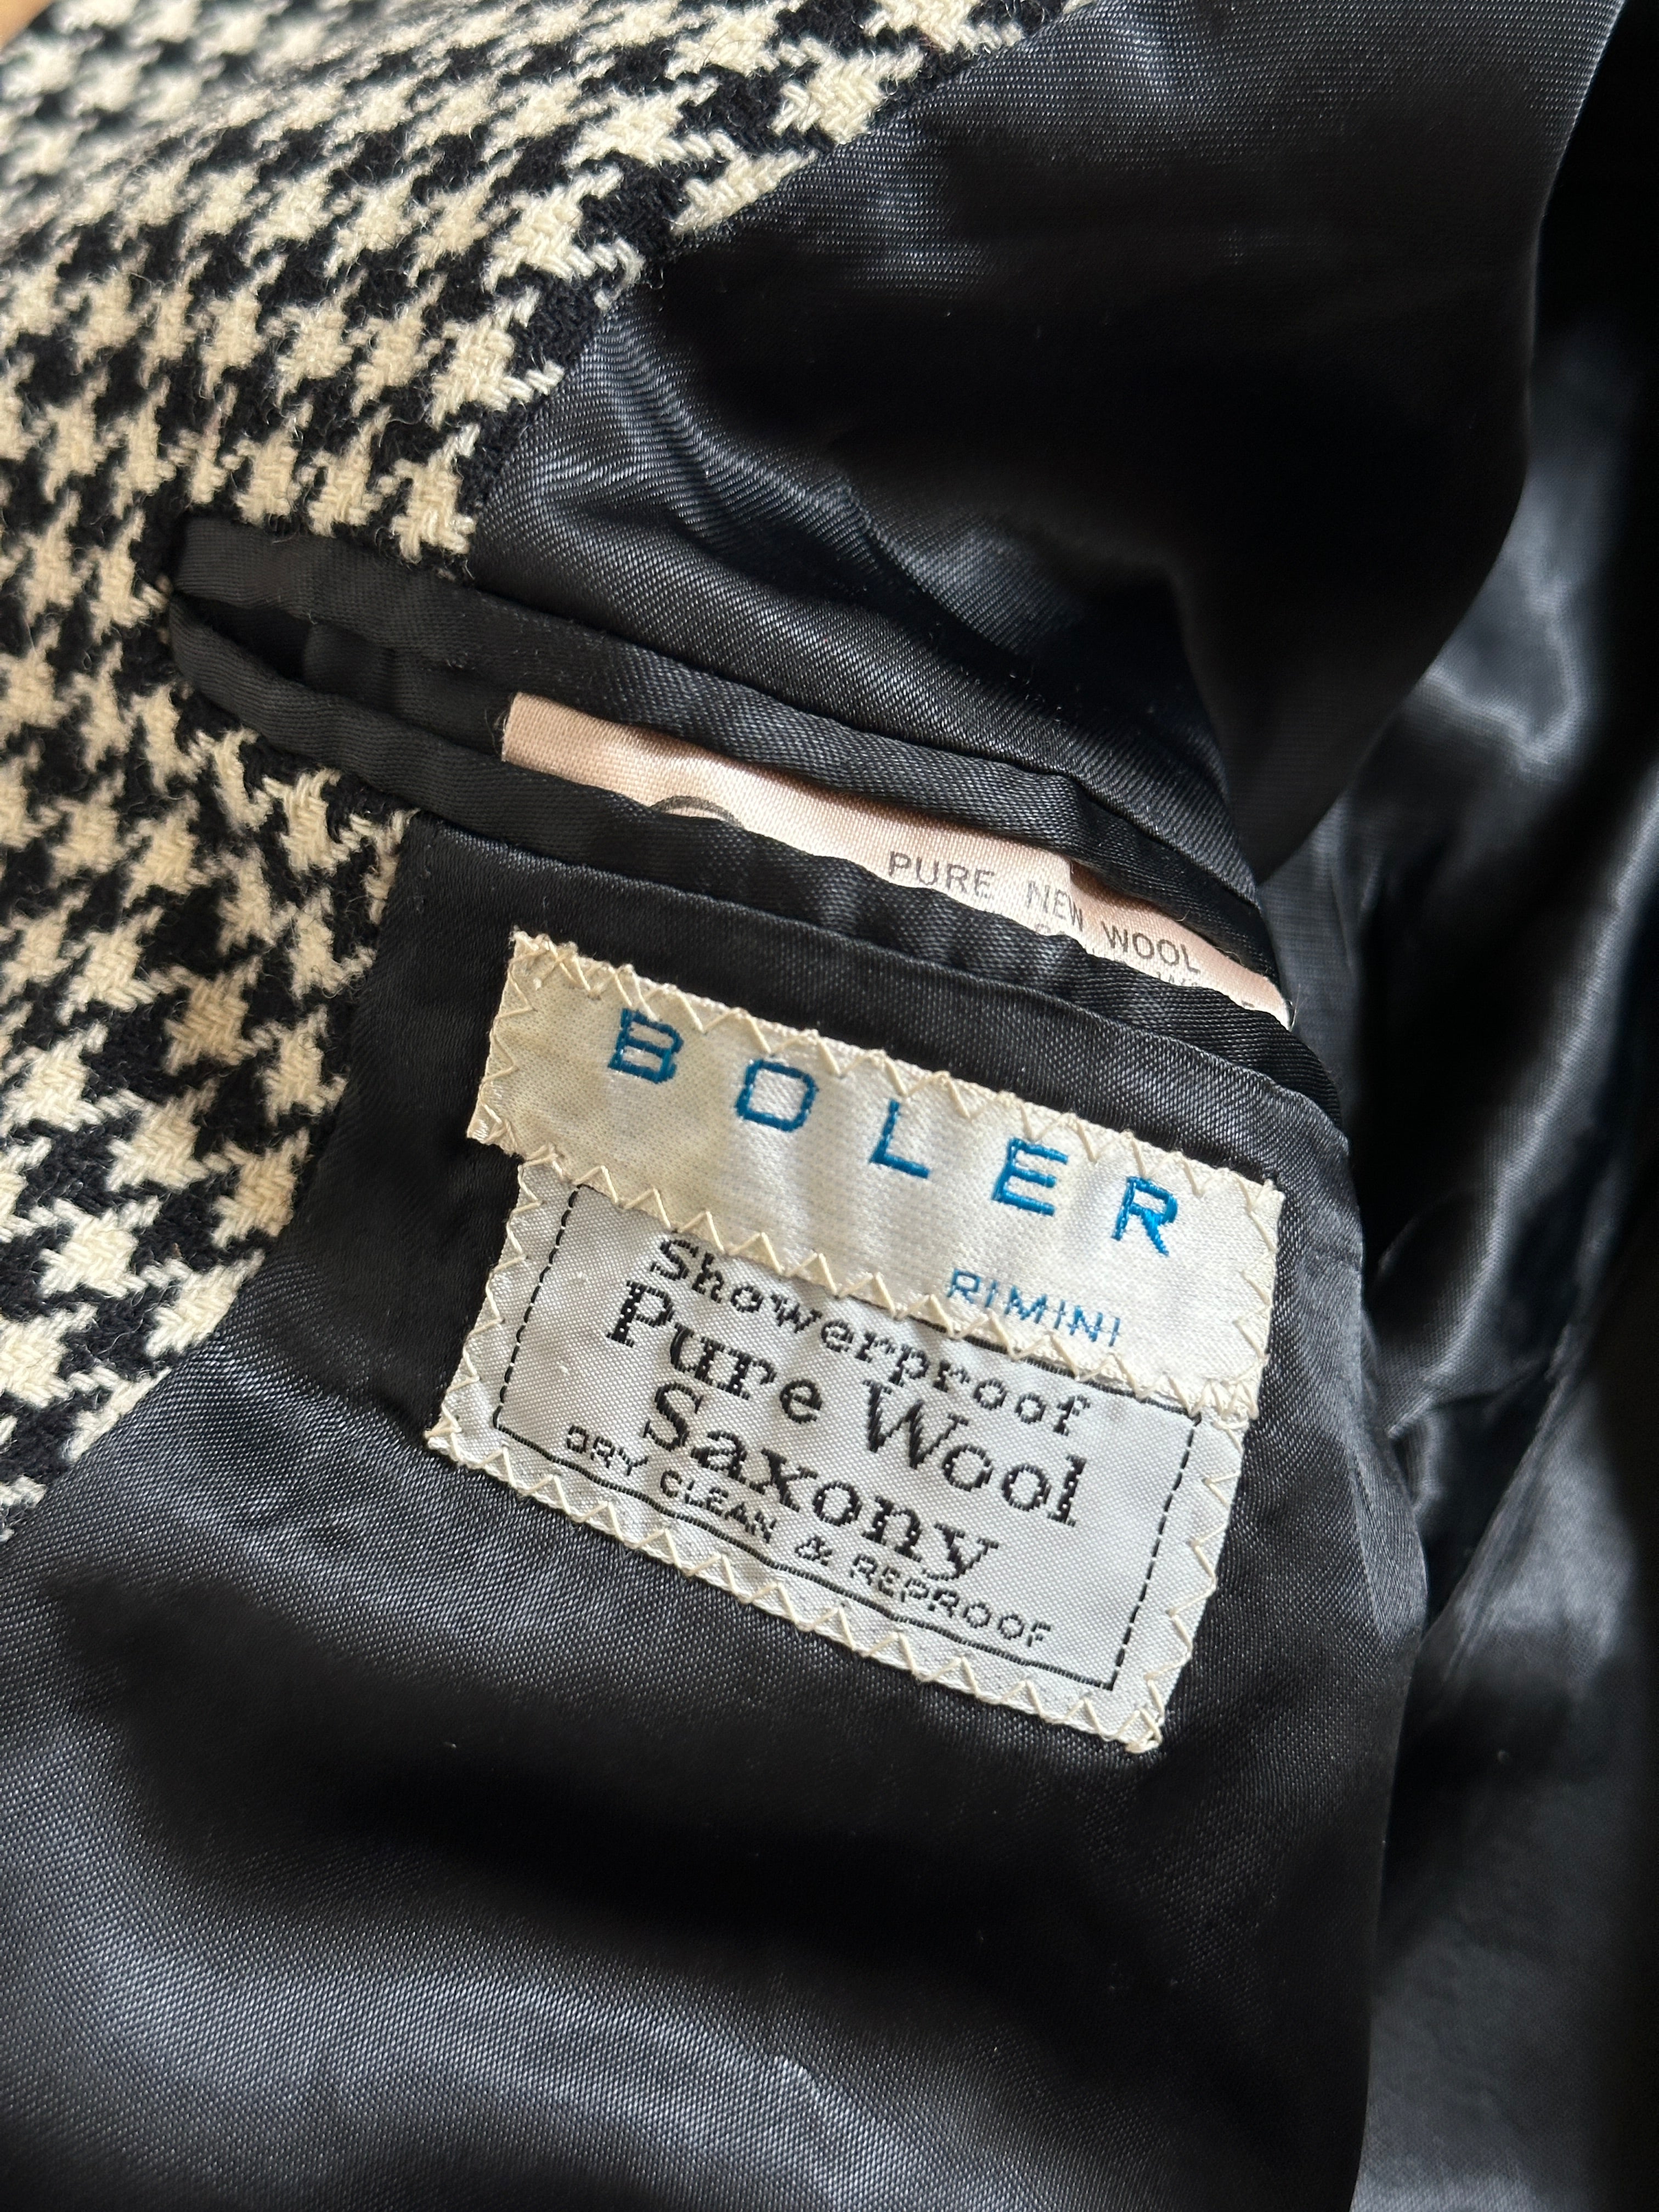 PURE NEW WOOL
BOLER
RIMINI
Showerproof
Pure Wool
Saxony
DRY CLEAN & REPROOF